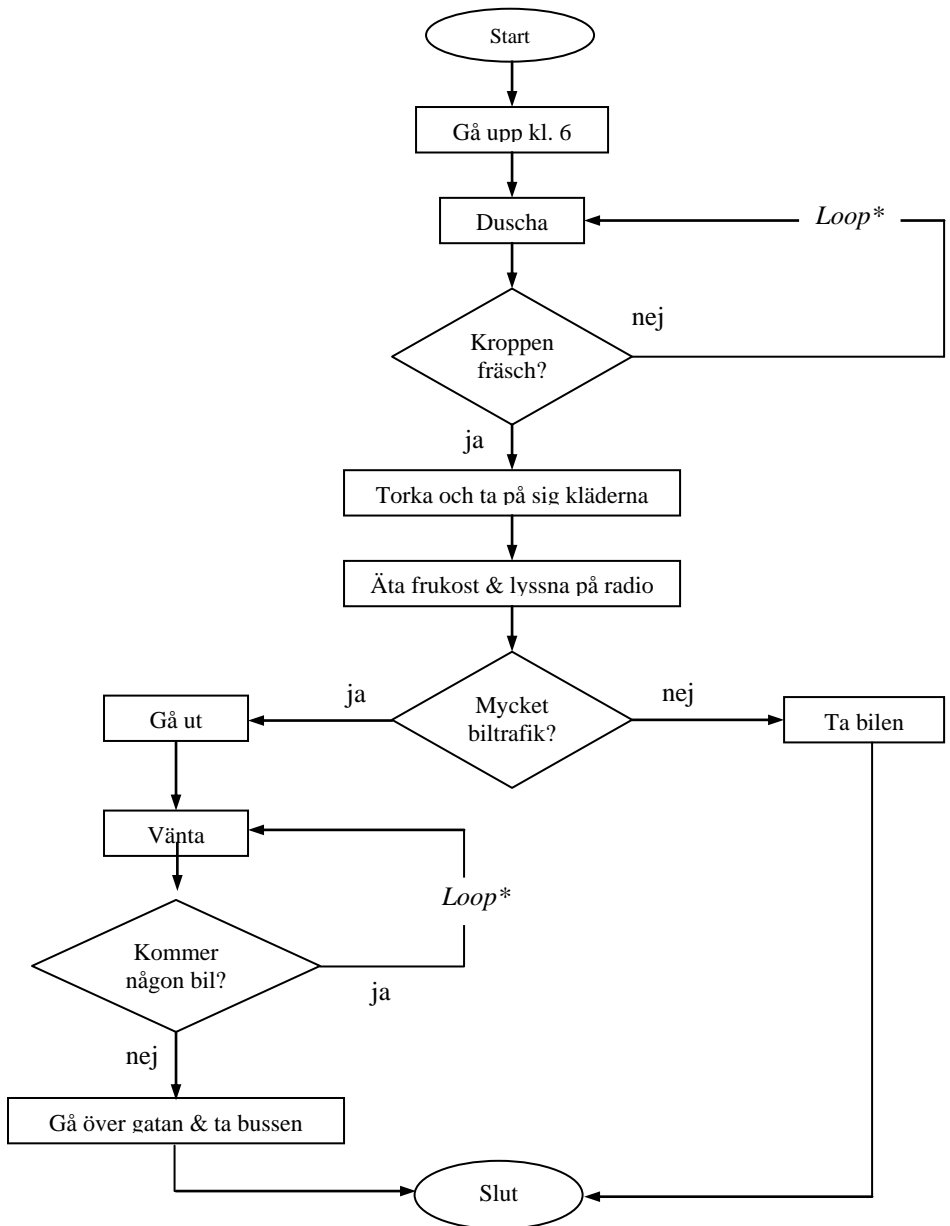 Start
Gå upp kl. 6
Duscha
Loop*
Kroppen
fräsch?
nej
ja
Torka och ta på sig kläderna
Äta frukost & lyssna på radio
Mycket
biltrafik?
ja
nej
Gå ut
Ta bilen
Vänta
Loop*
Kommer
någon bil?
ja
nej
Gå över gatan & ta bussen
Slut